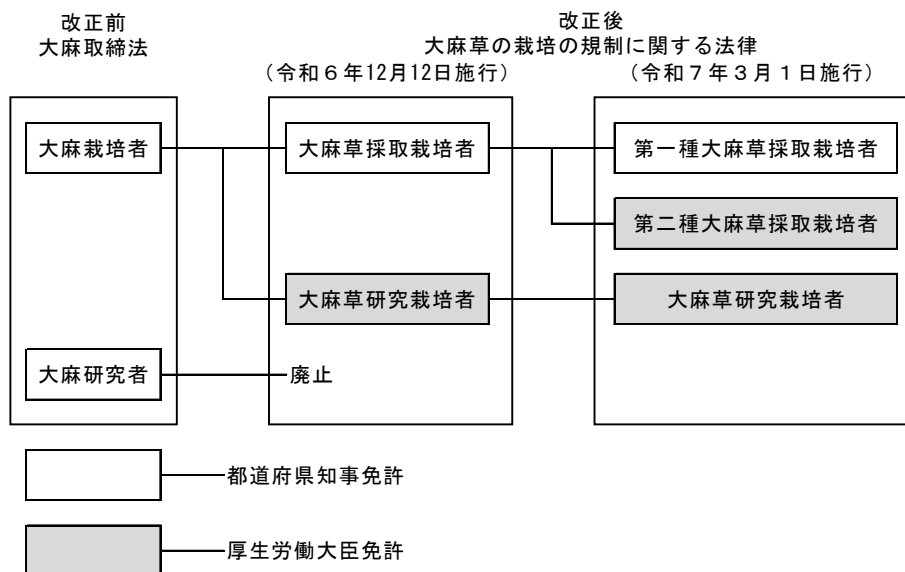 改正前
大麻取締法
改正後
大麻草の栽培の規制に関する法律
（令和６年12月12日施行）
（令和７年３月１日施行）
大麻栽培者
大麻草採取栽培者
第一種大麻草採取栽培者
第二種大麻草採取栽培者
大麻草研究栽培者
大麻草研究栽培者
大麻研究者
廃止
都道府県知事免許
厚生労働大臣免許